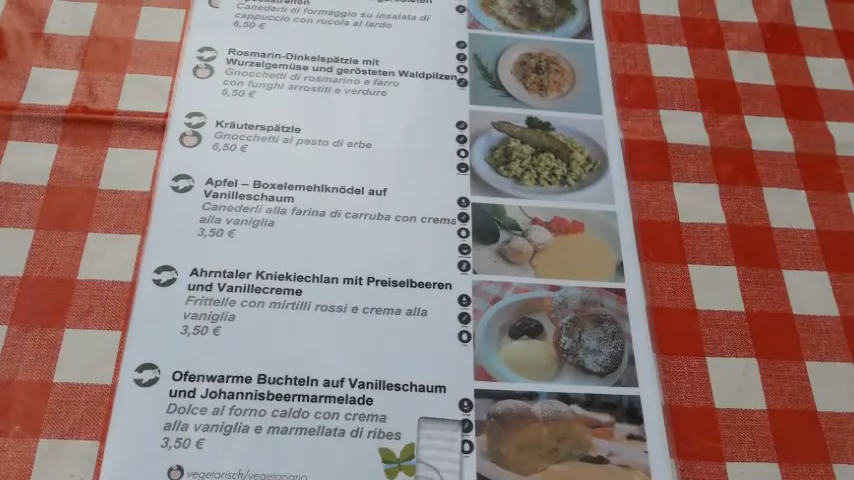 Canederli di formaggio su insalata di
cappuccio con rucola al lardo
6,50 €
Rosmarin-Dinkelspätzle mit
Wurzelgemüse und gerösteten Waldpilzen
Gnocchetti di rosmarino e farro
con funghi arrostiti e verdure
6,50 €
Kräuterspätzle
Gnocchetti al pesto di erbe
6,50 €
Apfel – Boxelemehlknödel auf
Vanilleschaum
Canederli alla farina di carruba con crema
alla vaniglia
3,50 €
Ahrntaler Kniekiechlan mit Preiselbeeren
und Vanillecreme
Frittelle con mirtilli rossi e crema alla
vaniglia
3,50 €
Ofenwarme Buchteln auf Vanilleschaum
und Johannisbeermarmelade
Dolce al forno caldo con crema
alla vaniglia e marmellata di ribes
3,50 €
vegetarisch/vegetariano